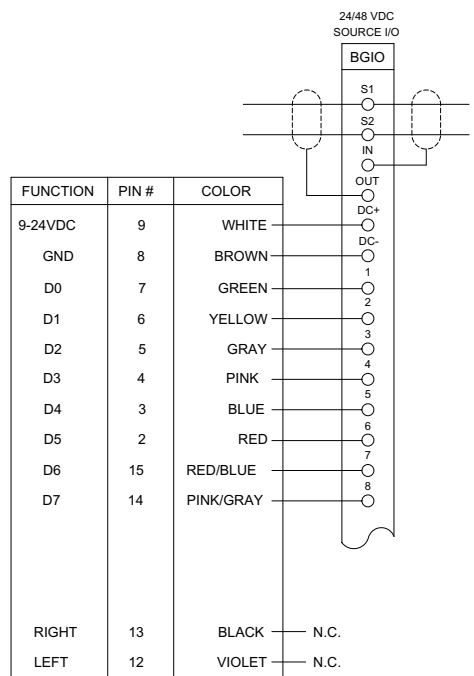 24/48 VDC
SOURCE I/O
BGIO
S1
S2
IN
OUT
DC+
DC-
1
2
3
4
5
6
7
8
FUNCTION PIN # COLOR
9-24VDC 9 WHITE
GND 8 BROWN
D0 7 GREEN
D1 6 YELLOW
D2 5 GRAY
D3 4 PINK
D4 3 BLUE
D5 2 RED
D6 15 RED/BLUE
D7 14 PINK/GRAY
RIGHT 13 BLACK N.C.
LEFT 12 VIOLET N.C.